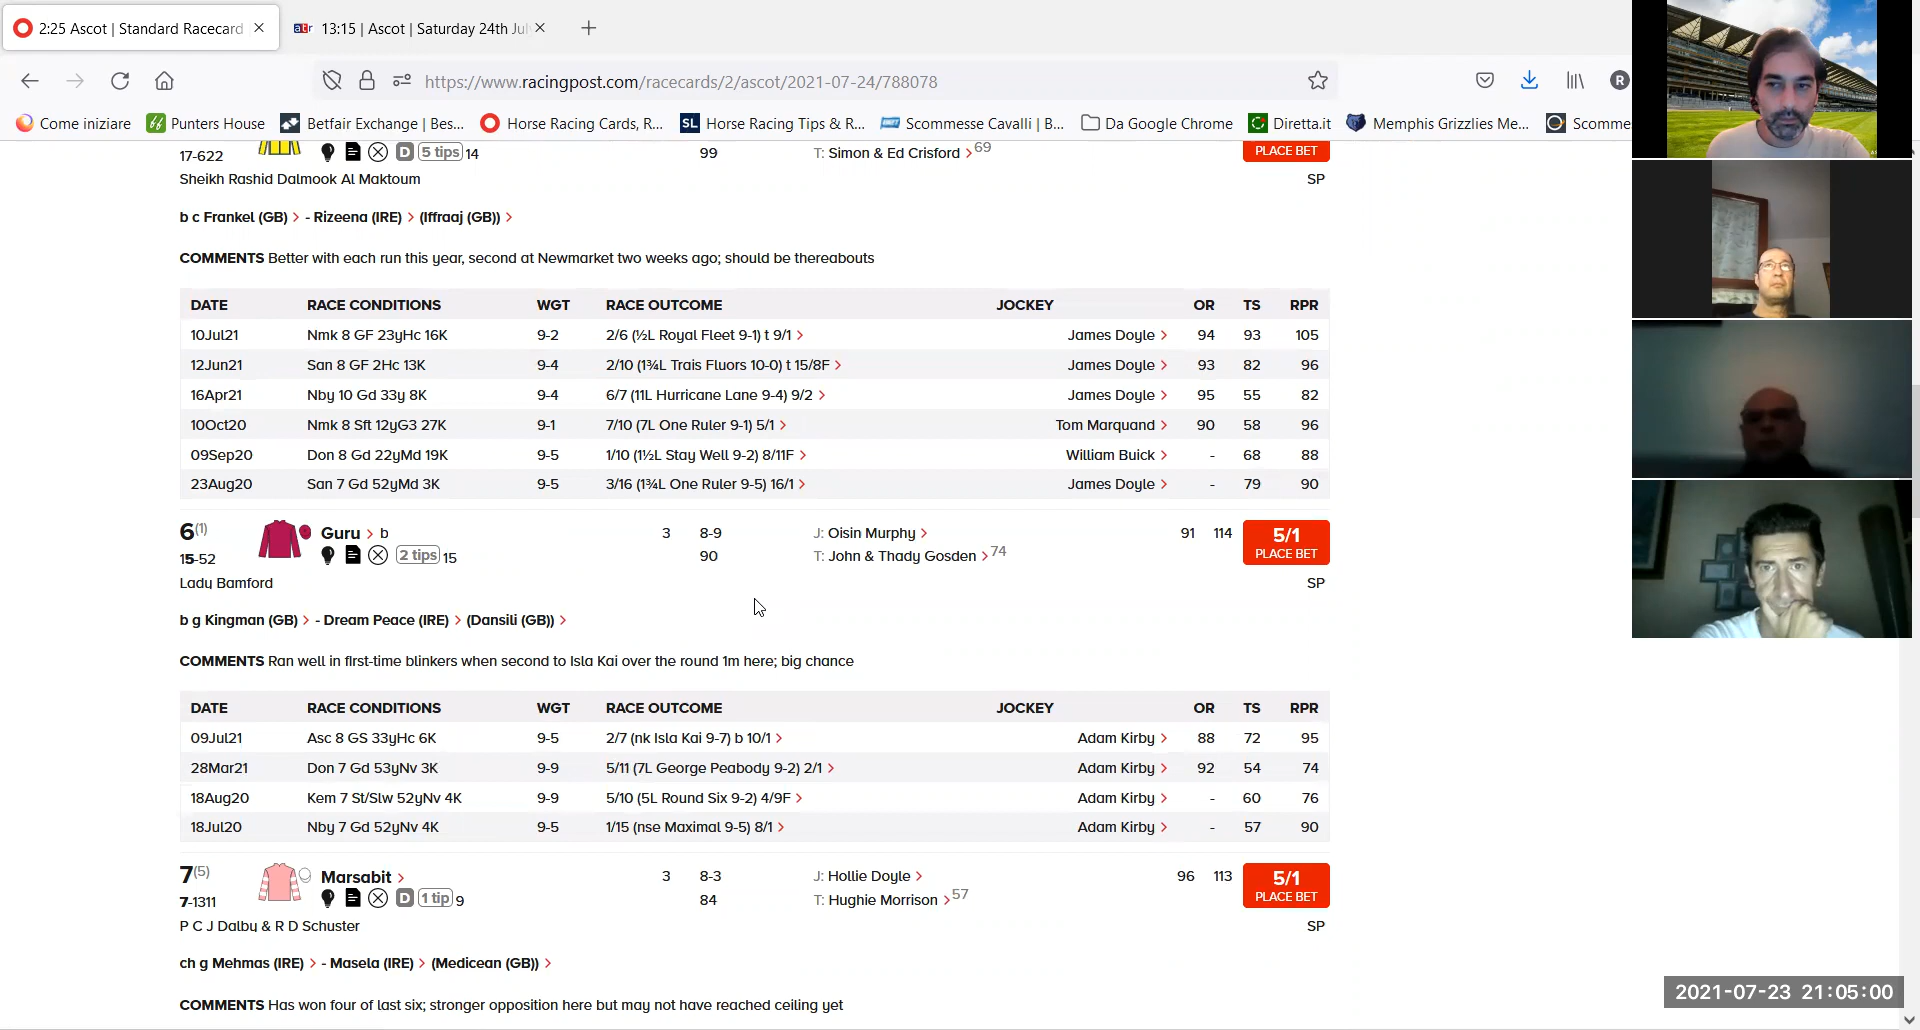 2:25 Ascot | Standard Racecard
atr 13:15 | Ascot | Saturday 24th Jul
https://www.racingpost.com/racecards/2/ascot/2021-07-24/788078
R
Come iniziare Punters House Betfair Exchange | Bes... Horse Racing Cards, R... SL Horse Racing Tips & R... Scommesse Cavalli | B... Da Google Chrome Diretta.it Memphis Grizzlies Me... Scomme
17-622 D 5 tips 14 99 T: Simon & Ed Crisford > 69 PLACE BET
Sheikh Rashid Dalmook Al Maktoum SP
b c Frankel (GB) > - Rizeena (IRE) > (Iffraaj (GB)) >
COMMENTS Better with each run this year, second at Newmarket two weeks ago; should be thereabouts
DATE RACE CONDITIONS WGT RACE OUTCOME JOCKEY OR TS RPR
10Jul21 Nmk 8 GF 23yHc 16K 9-2 2/6 (½L Royal Fleet 9-1) t 9/1 > James Doyle > 94 93 105
12Jun21 San 8 GF 2Hc 13K 9-4 2/10 (1¾L Trais Fluors 10-0) t 15/8F > James Doyle > 93 82 96
16Apr21 Nby 10 Gd 33y 8K 9-4 6/7 (11L Hurricane Lane 9-4) 9/2 > James Doyle > 95 55 82
10Oct20 Nmk 8 Sft 12yG3 27K 9-1 7/10 (7L One Ruler 9-1) 5/1 > Tom Marquand > 90 58 96
09Sep20 Don 8 Gd 22yMd 19K 9-5 1/10 (1½L Stay Well 9-2) 8/11F > William Buick > - 68 88
23Aug20 San 7 Gd 52yMd 3K 9-5 3/16 (1¾L One Ruler 9-5) 16/1 > James Doyle > - 79 90
6(1) Guru > b 3 8-9 J: Oisin Murphy > 91 114 5/1
15-52 2 tips 15 90 T: John & Thady Gosden > 74 PLACE BET
Lady Bamford SP
b g Kingman (GB) > - Dream Peace (IRE) > (Dansili (GB)) >
COMMENTS Ran well in first-time blinkers when second to Isla Kai over the round 1m here; big chance
DATE RACE CONDITIONS WGT RACE OUTCOME JOCKEY OR TS RPR
09Jul21 Asc 8 GS 33yHc 6K 9-5 2/7 (nk Isla Kai 9-7) b 10/1 > Adam Kirby > 88 72 95
28Mar21 Don 7 Gd 53yNv 3K 9-9 5/11 (7L George Peabody 9-2) 2/1 > Adam Kirby > 92 54 74
18Aug20 Kem 7 St/Slw 52yNv 4K 9-9 5/10 (5L Round Six 9-2) 4/9F > Adam Kirby > - 60 76
18Jul20 Nby 7 Gd 52yNv 4K 9-5 1/15 (nse Maximal 9-5) 8/1 > Adam Kirby > - 57 90
7(5) Marsabit > 3 8-3 J: Hollie Doyle > 96 113 5/1
7-1311 D 1 tip 9 84 T: Hughie Morrison > 57 PLACE BET
P C J Dalby & R D Schuster SP
ch g Mehmas (IRE) > - Masela (IRE) > (Medicean (GB)) >
COMMENTS Has won four of last six; stronger opposition here but may not have reached ceiling yet
2021-07-23 21:05:00